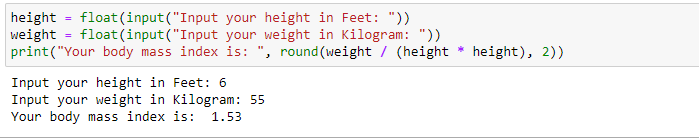 height = float(input("Input your height in Feet: "))
weight = float(input("Input your weight in Kilogram: "))
print("Your body mass index is: ", round(weight / (height * height), 2))
Input your height in Feet: 6
Input your weight in Kilogram: 55
Your body mass index is:  1.53